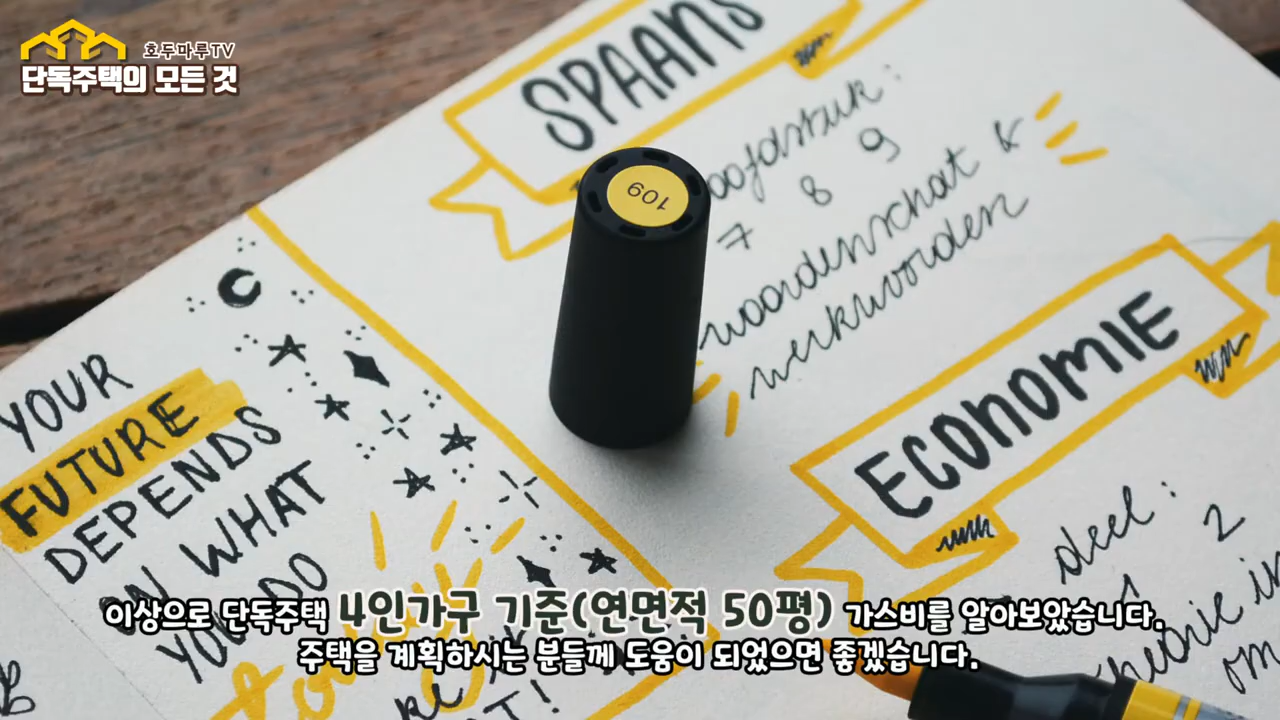 호두마루TV
단독주택의 모든 것
SPAANS
hoofdstuk:
7 8 9
woordenschat &
werkwoorden
109
ECONOMIE
deel:
2
YOUR
FUTURE
DEPENDS
ON WHAT
YOU DO
today
이상으로 단독주택 4인가구 기준(연면적 50평) 가스비를 알아보았습니다.
주택을 계획하시는 분들께 도움이 되었으면 좋겠습니다.